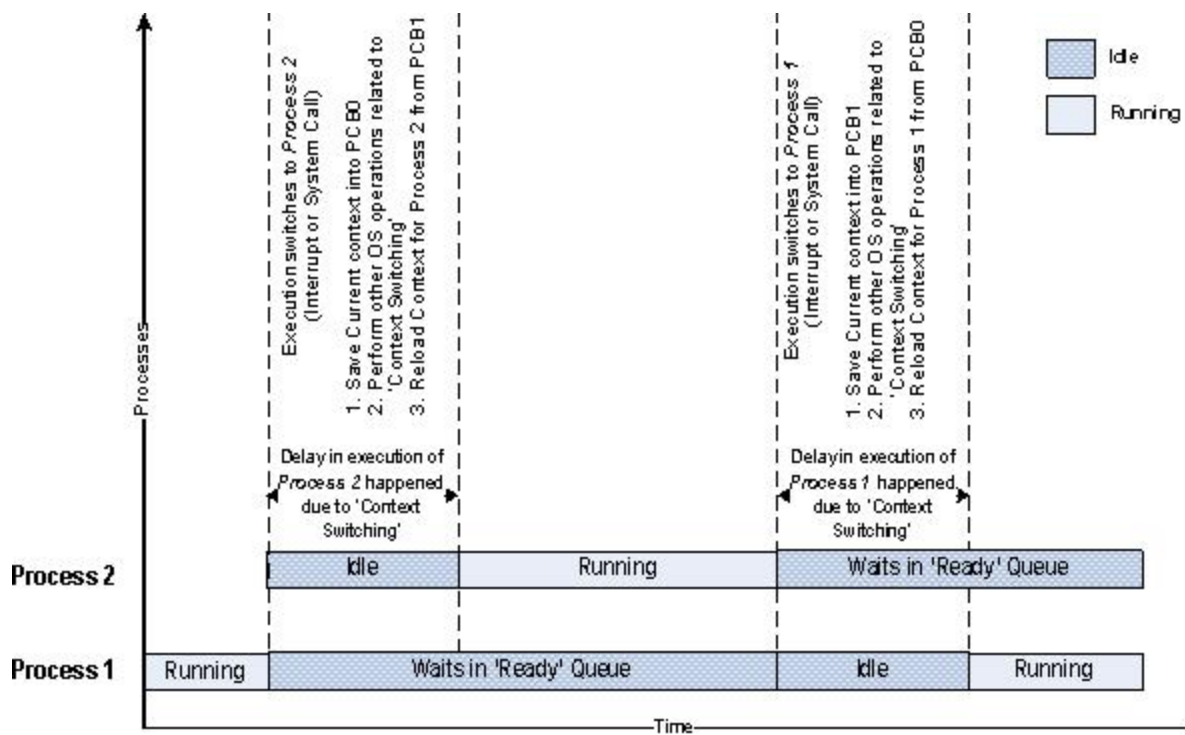 Idle
Running
Execution switches to Process 2
(Interrupt or System Call)
1. Save Current context into PCB0
2. Perform other OS operations related to
'Context Switching'
3. Reload Context for Process 2 from PCB1
Execution switches to Process 1
(Interrupt or System Call)
1. Save Current context into PCB1
2. Perform other OS operations related to
'Context Switching'
3. Reload Context for Process 1 from PCB0
Processes
Delay in execution of
Process 2 happened
due to 'Context
Switching'
Delay in execution of
Process 1 happened
due to 'Context
Switching'
Process 2
Idle
Running
Waits in 'Ready' Queue
Process 1
Running
Waits in 'Ready' Queue
Idle
Running
Time